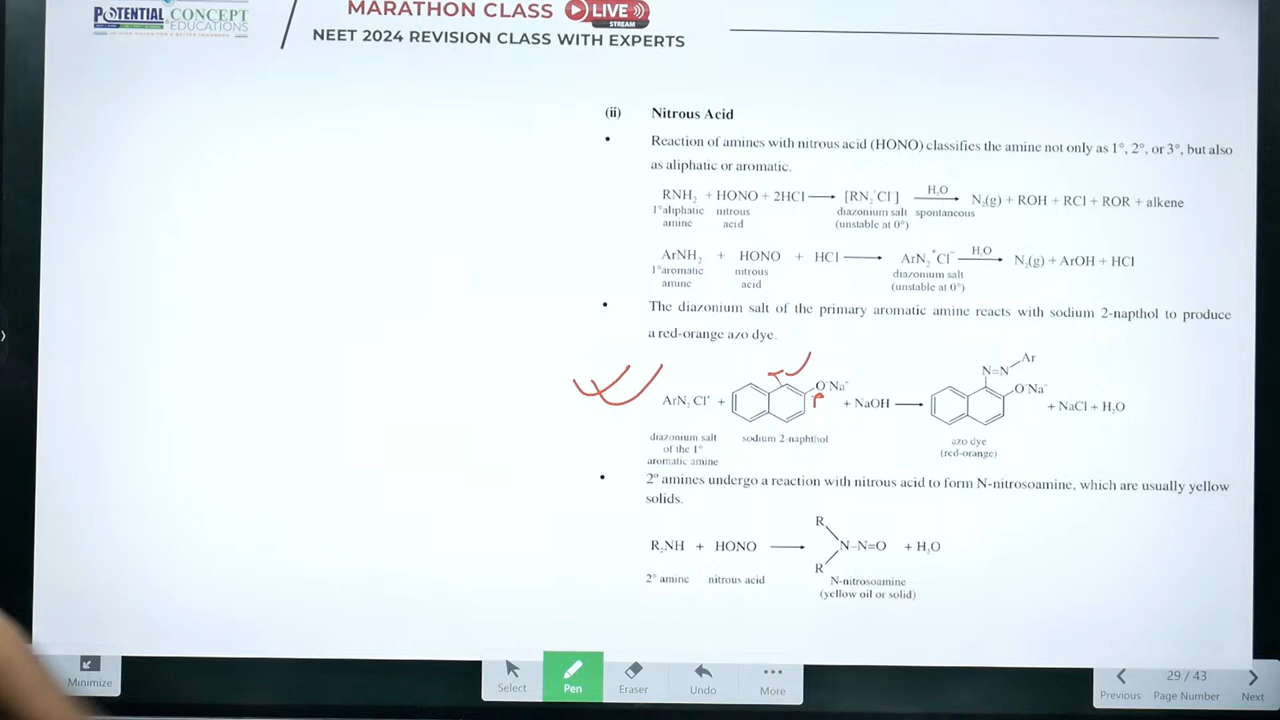 POTENTIAL CONCEPT
EDUCATIONS
MARATHON CLASS LIVE
STREAM
NEET 2024 REVISION CLASS WITH EXPERTS
(ii) Nitrous Acid
• Reaction of amines with nitrous acid (HONO) classifies the amine not only as 1°, 2°, or 3°, but also
as aliphatic or aromatic.
RNH₂ + HONO + 2HCl ⟶ [RN₂⁺Cl⁻] H₂O ⟶ N₂(g) + ROH + RCl + ROR + alkene
1°aliphatic nitrous diazonium salt spontaneous
amine acid (unstable at 0°)
ArNH₂ + HONO + HCl ⟶ ArN₂⁺Cl⁻ H₂O ⟶ N₂(g) + ArOH + HCl
1°aromatic nitrous diazonium salt
amine acid (unstable at 0°)
• The diazonium salt of the primary aromatic amine reacts with sodium 2-napthol to produce
a red-orange azo dye.
N=N Ar
ArN₂ Cl⁺ + O⁻Na⁺ + NaOH ⟶ O⁻Na⁺ + NaCl + H₂O
diazonium salt sodium 2-naphthol azo dye
of the 1° (red-orange)
aromatic amine
• 2° amines undergo a reaction with nitrous acid to form N-nitrosoamine, which are usually yellow
solids.
R
R₂NH + HONO ⟶ N–N=O + H₂O
R
2° amine nitrous acid N-nitrosoamine
(yellow oil or solid)
Minimize Select Pen Eraser Undo More
29 / 43
Previous Page Number Next